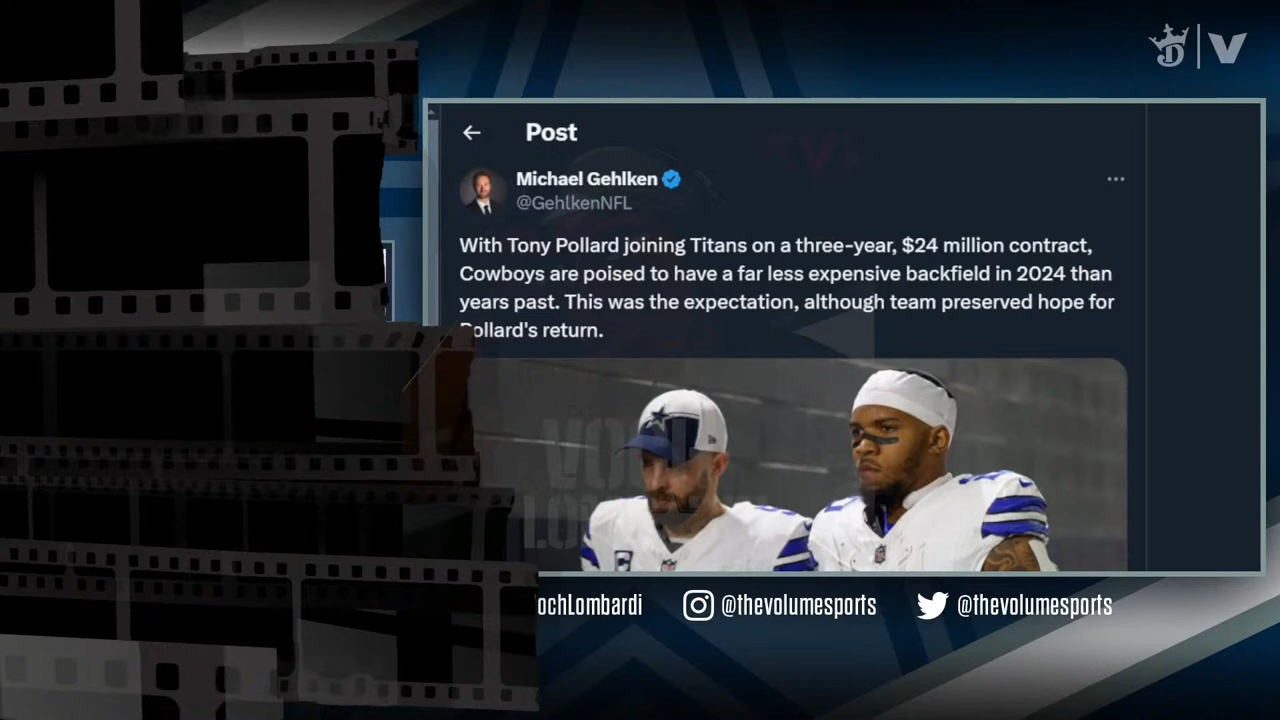 Post
Michael Gehlken
@GehlkenNFL
With Tony Pollard joining Titans on a three-year, $24 million contract,
Cowboys are poised to have a far less expensive backfield in 2024 than
years past. This was the expectation, although team preserved hope for
Pollard's return.
ochLombardi
@thevolumesports
@thevolumesports